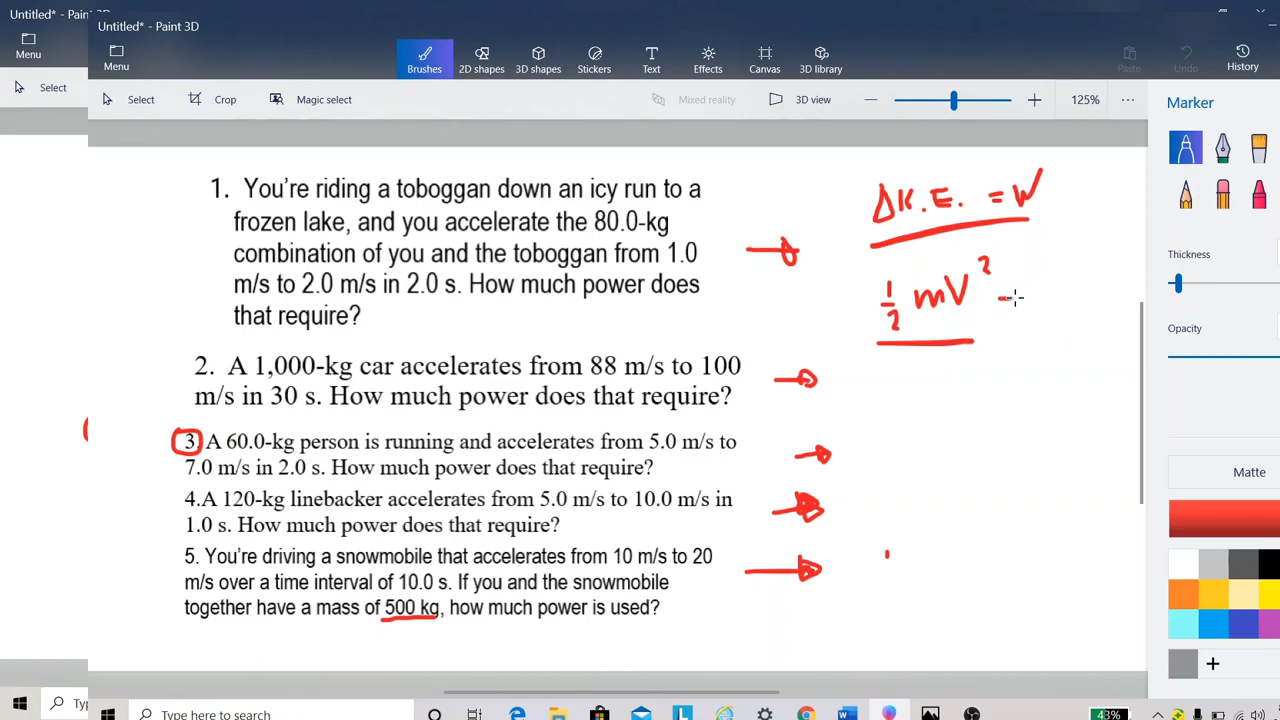 Untitled* - Paint 3D
Untitled* - Paint 3D
Menu
Menu
Brushes
2D shapes
3D shapes
Stickers
Text
Effects
Canvas
3D library
Paste
Undo
History
Select
Select
Crop
Magic select
Mixed reality
3D view
125%
Marker
Thickness
Opacity
Matte
1. You're riding a toboggan down an icy run to a
frozen lake, and you accelerate the 80.0-kg
combination of you and the toboggan from 1.0
m/s to 2.0 m/s in 2.0 s. How much power does
that require?
2. A 1,000-kg car accelerates from 88 m/s to 100
m/s in 30 s. How much power does that require?
3. A 60.0-kg person is running and accelerates from 5.0 m/s to
7.0 m/s in 2.0 s. How much power does that require?
4.A 120-kg linebacker accelerates from 5.0 m/s to 10.0 m/s in
1.0 s. How much power does that require?
5. You're driving a snowmobile that accelerates from 10 m/s to 20
m/s over a time interval of 10.0 s. If you and the snowmobile
together have a mass of 500 kg, how much power is used?
ΔK.E. = W
1/2 mV² -
Type here to search
43%